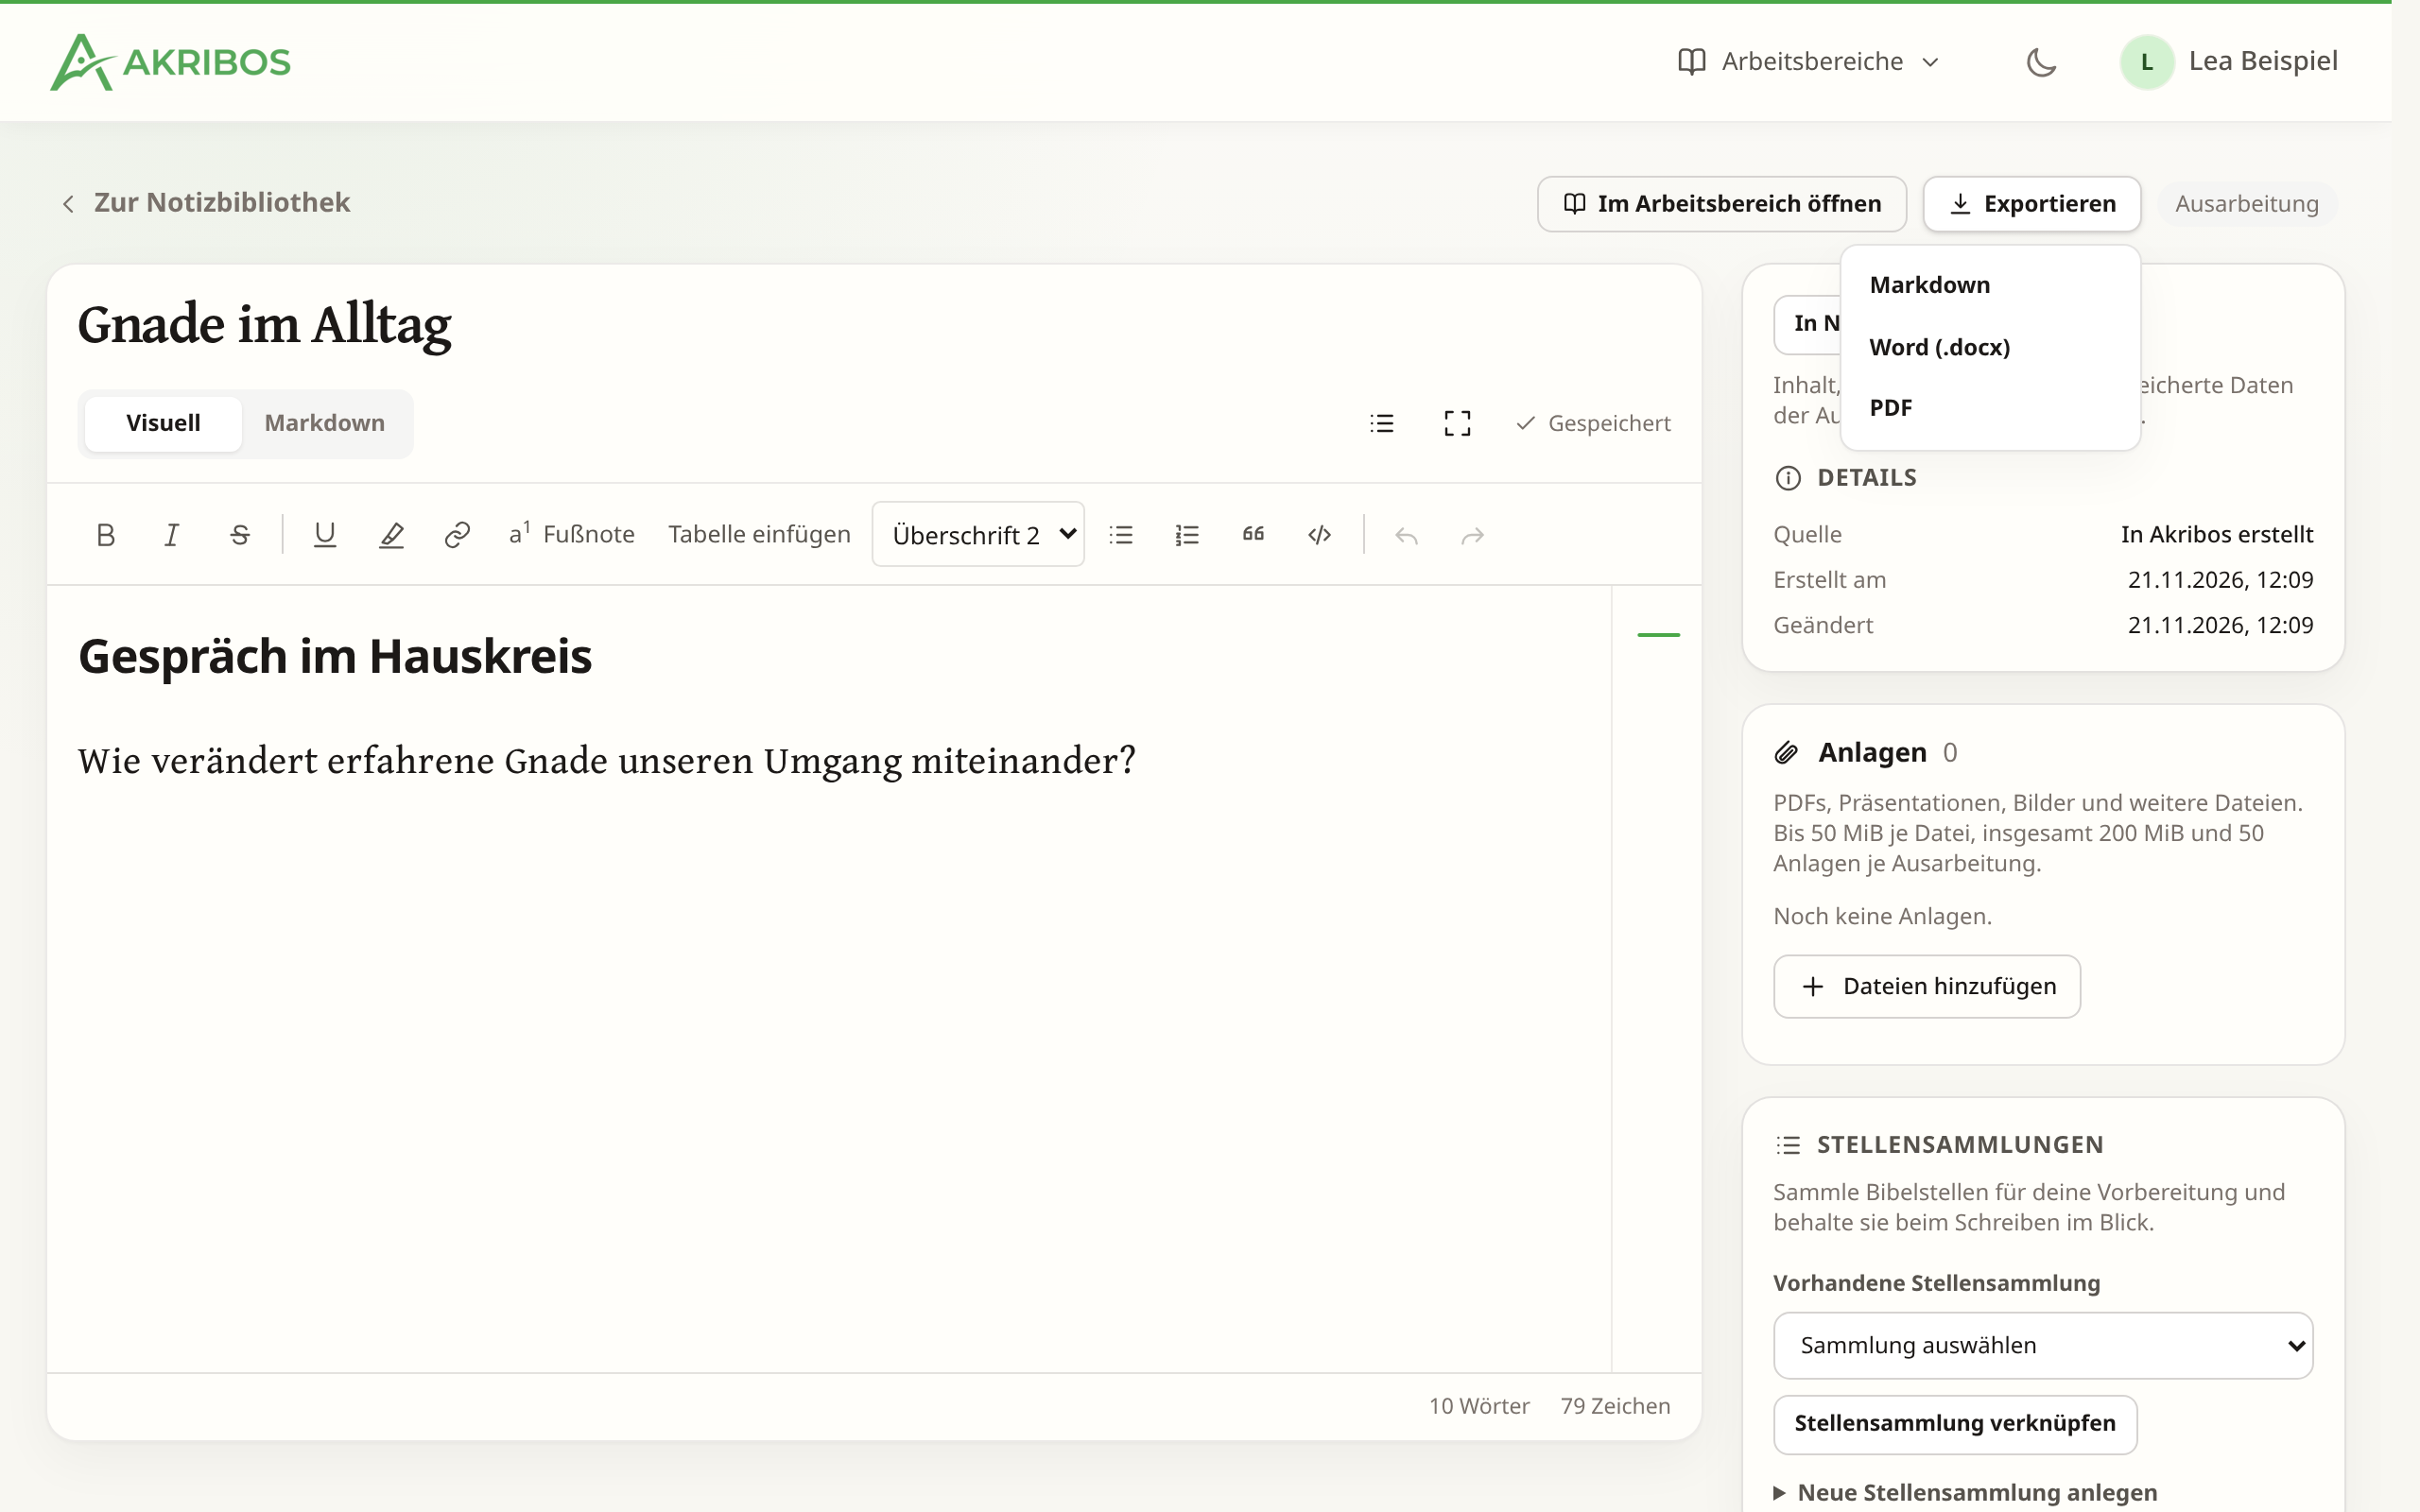 AKRIBOS
Arbeitsbereiche
L
Lea Beispiel
Zur Notizbibliothek
Im Arbeitsbereich öffnen
Exportieren
Ausarbeitung
Markdown
Word (.docx)
PDF
Gnade im Alltag
Visuell
Markdown
Gespeichert
B I S U
a1 Fußnote
Tabelle einfügen
Überschrift 2
Gespräch im Hauskreis
Wie verändert erfahrene Gnade unseren Umgang miteinander?
10 Wörter
79 Zeichen
In N
Inhalt, eicherte Daten
der Au .
DETAILS
Quelle In Akribos erstellt
Erstellt am 21.11.2026, 12:09
Geändert 21.11.2026, 12:09
Anlagen 0
PDFs, Präsentationen, Bilder und weitere Dateien.
Bis 50 MiB je Datei, insgesamt 200 MiB und 50
Anlagen je Ausarbeitung.
Noch keine Anlagen.
Dateien hinzufügen
STELLENSAMMLUNGEN
Sammle Bibelstellen für deine Vorbereitung und
behalte sie beim Schreiben im Blick.
Vorhandene Stellensammlung
Sammlung auswählen
Stellensammlung verknüpfen
Neue Stellensammlung anlegen